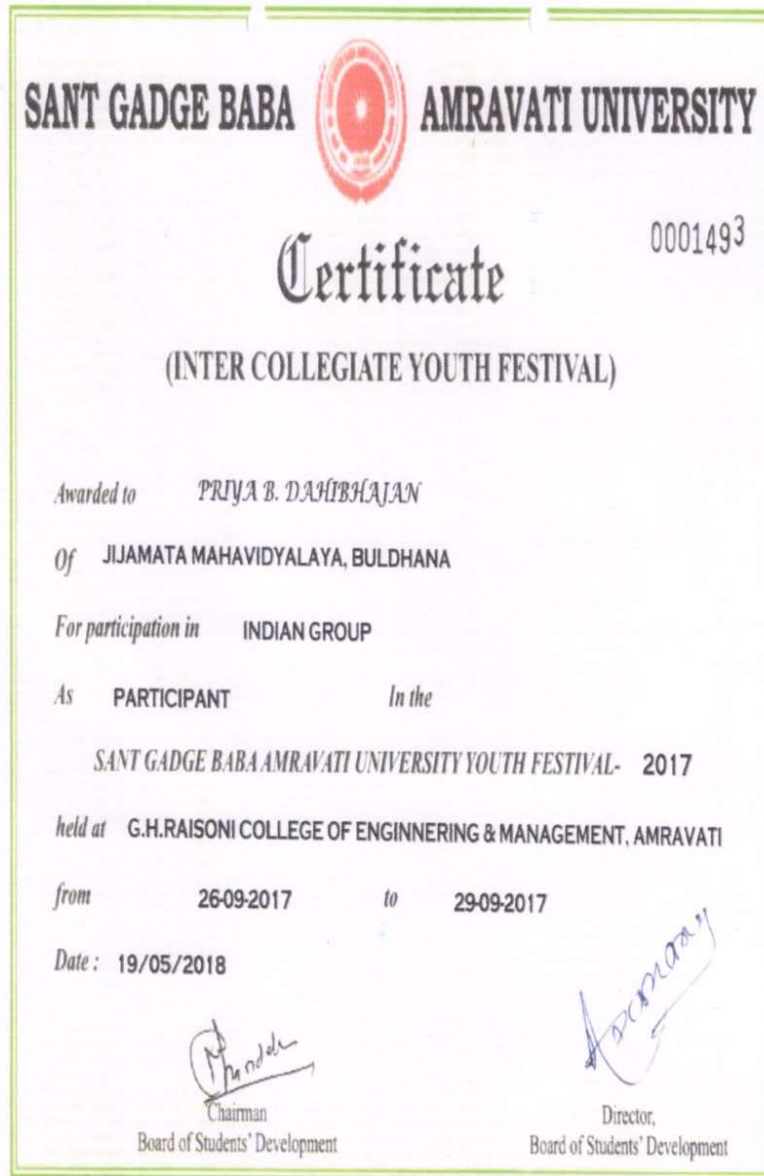 SANT GADGE BABA AMRAVATI UNIVERSITY
0001493
Certificate
(INTER COLLEGIATE YOUTH FESTIVAL)
Awarded to PRIYA B. DAHIBHAJAN
Of JIJAMATA MAHAVIDYALAYA, BULDHANA
For participation in INDIAN GROUP
As PARTICIPANT In the
SANT GADGE BABA AMRAVATI UNIVERSITY YOUTH FESTIVAL- 2017
held at G.H.RAISONI COLLEGE OF ENGINNERING & MANAGEMENT, AMRAVATI
from 26-09-2017 to 29-09-2017
Date : 19/05/2018
Chairman
Board of Students' Development
Director,
Board of Students' Development